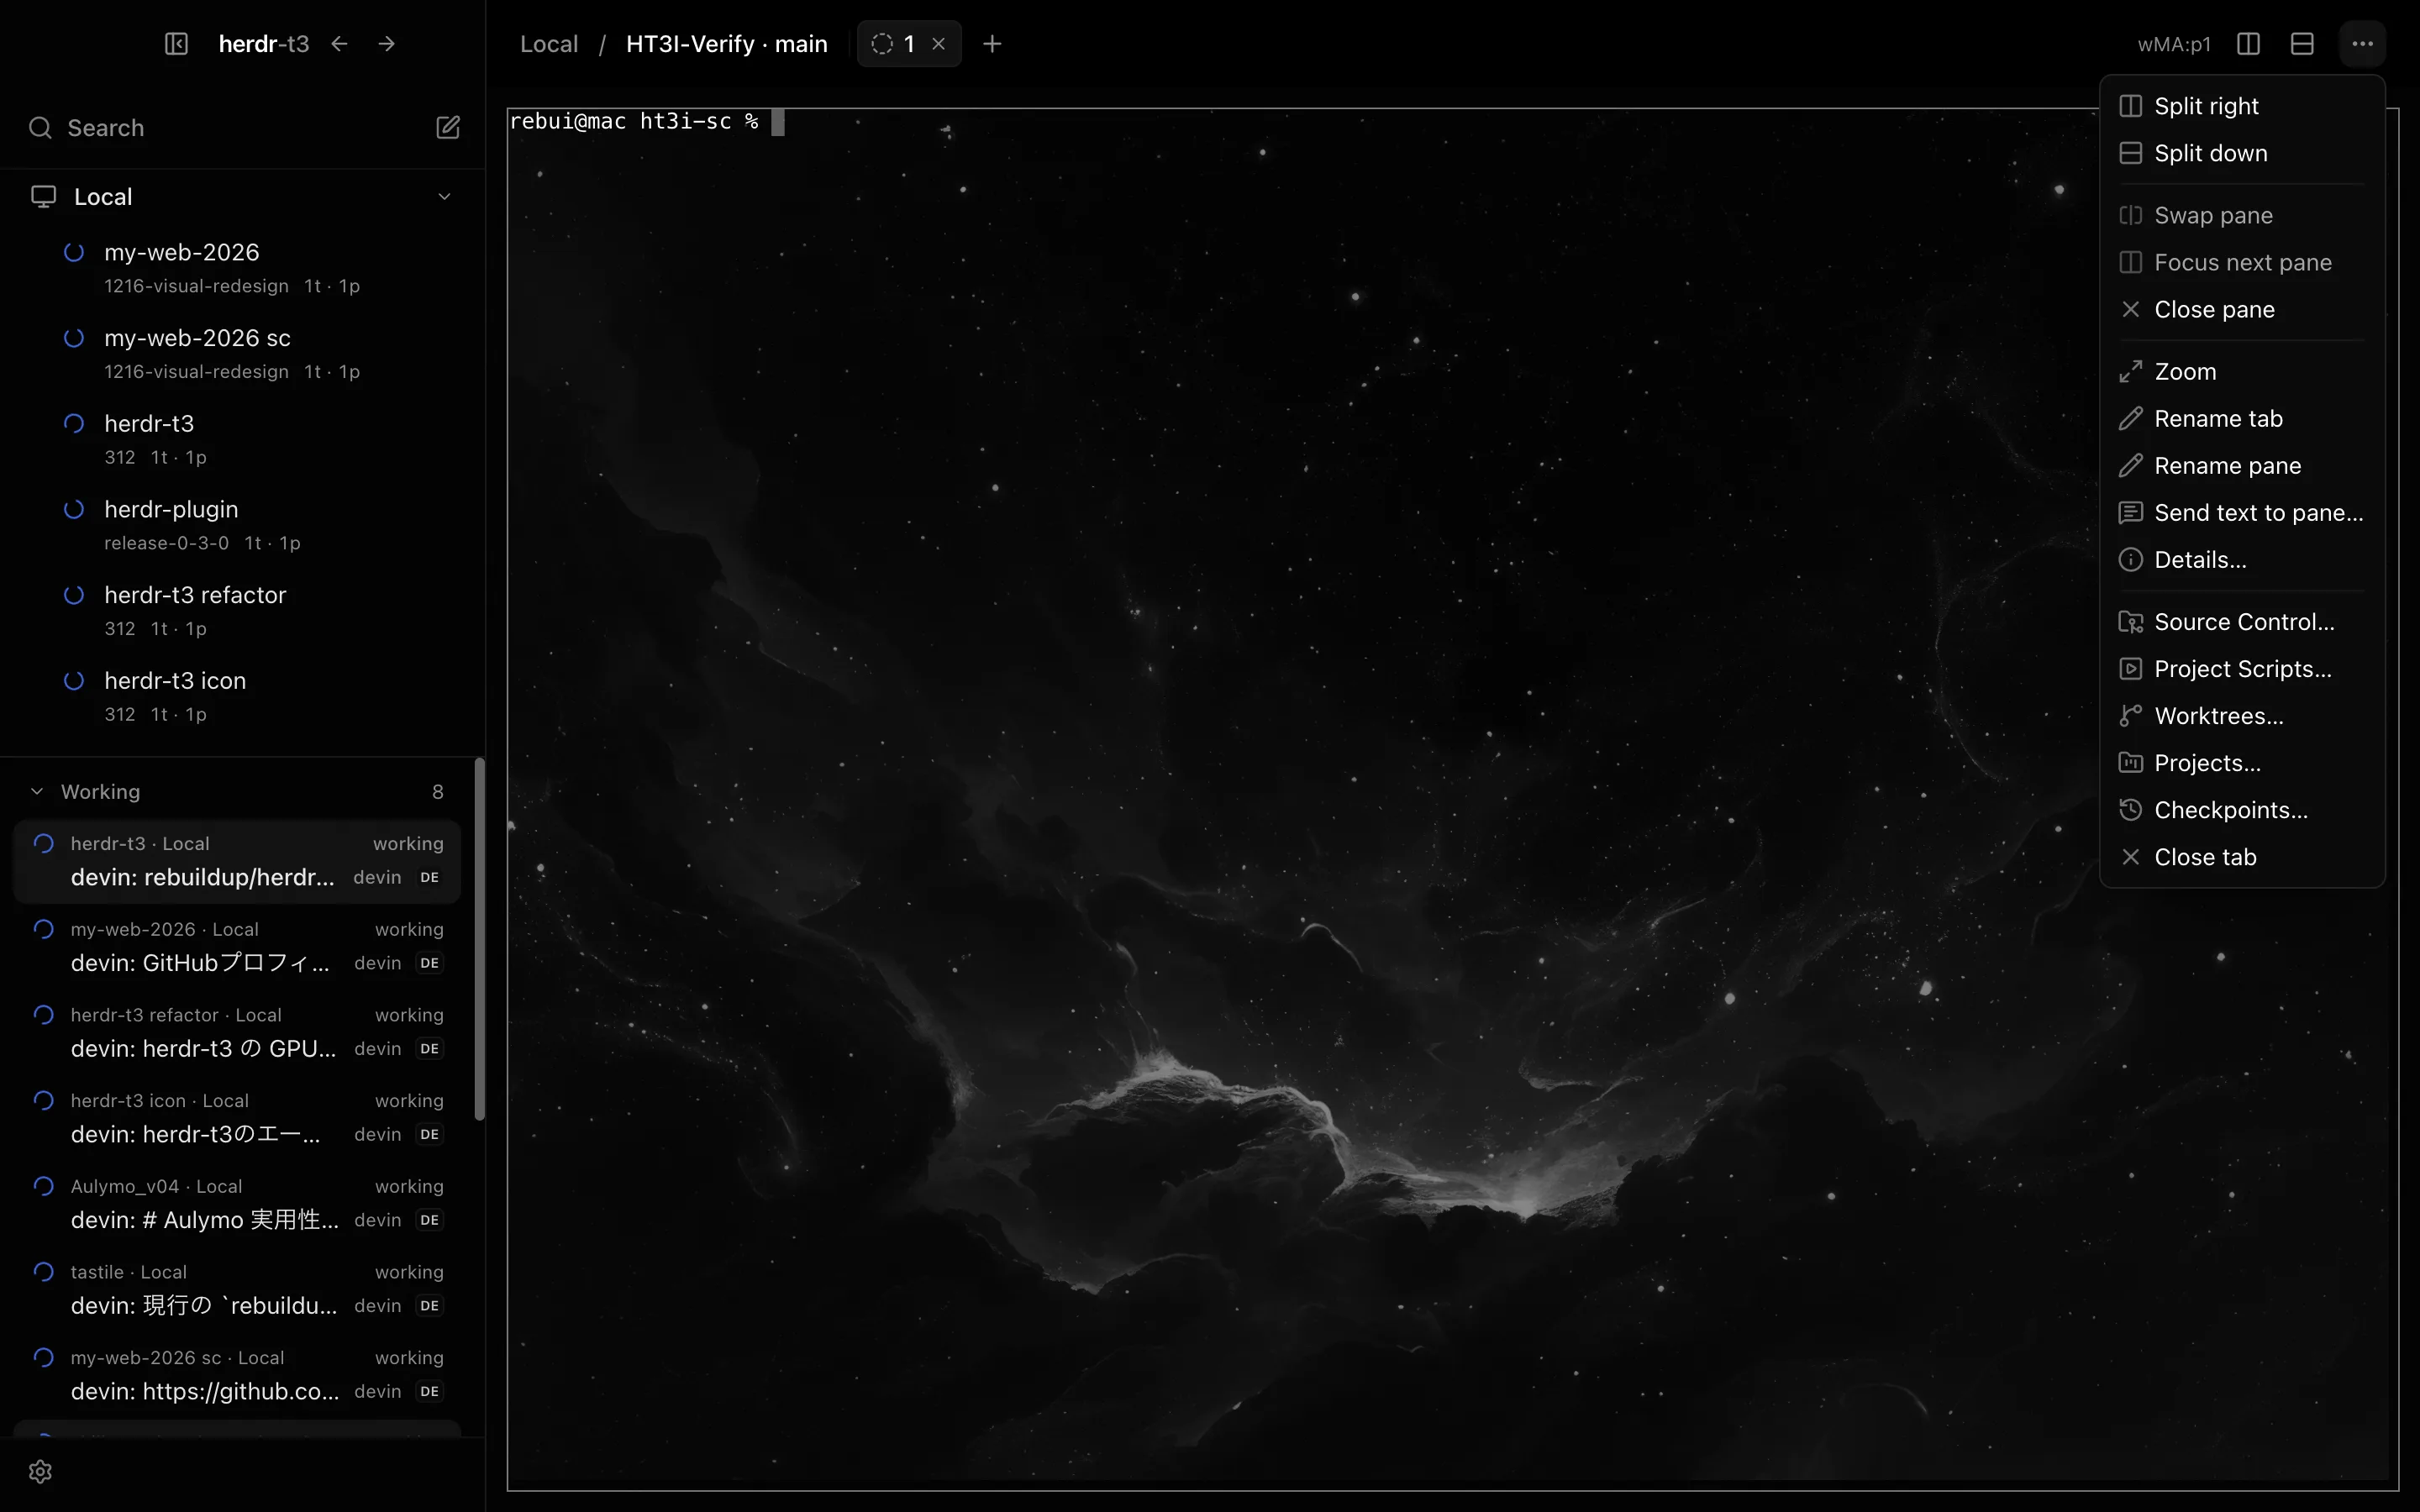 herdr-t3
Search
Local
my-web-2026
1216-visual-redesign 1t · 1p
my-web-2026 sc
1216-visual-redesign 1t · 1p
herdr-t3
312 1t · 1p
herdr-plugin
release-0-3-0 1t · 1p
herdr-t3 refactor
312 1t · 1p
herdr-t3 icon
312 1t · 1p
Working 8
herdr-t3 · Local working
devin: rebuildup/herdr... devin DE
my-web-2026 · Local working
devin: GitHubプロフィ... devin DE
herdr-t3 refactor · Local working
devin: herdr-t3 の GPU... devin DE
herdr-t3 icon · Local working
devin: herdr-t3のエー... devin DE
Aulymo_v04 · Local working
devin: # Aulymo 実用性... devin DE
tastile · Local working
devin: 現行の `rebuildu... devin DE
my-web-2026 sc · Local working
devin: https://github.co... devin DE
Local / HT3I-Verify · main 1
wMA:p1
rebui@mac ht3i-sc %
Split right
Split down
Swap pane
Focus next pane
Close pane
Zoom
Rename tab
Rename pane
Send text to pane...
Details...
Source Control...
Project Scripts...
Worktrees...
Projects...
Checkpoints...
Close tab